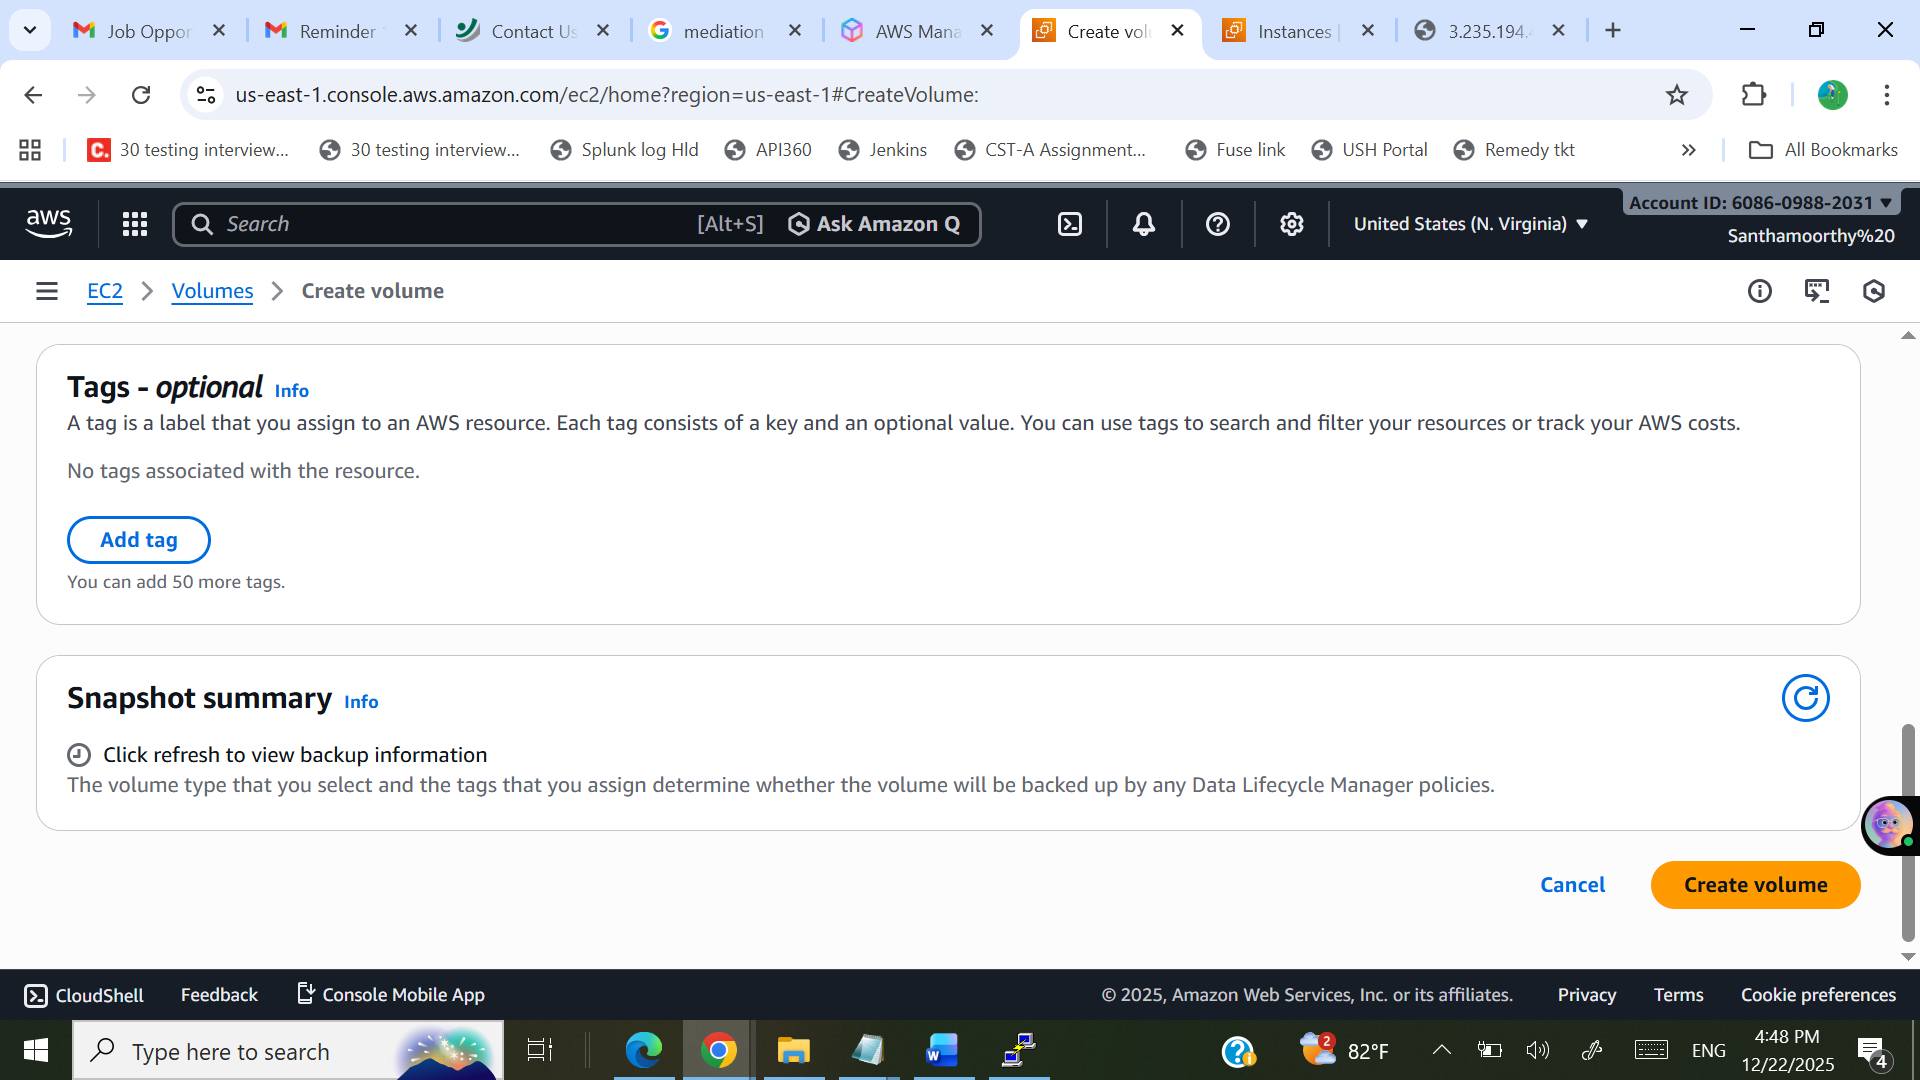 Job Oppor
Reminder
Contact Us
mediation
AWS Mana
Create vol
Instances |
3.235.194.
us-east-1.console.aws.amazon.com/ec2/home?region=us-east-1#CreateVolume:
30 testing interview...
30 testing interview...
Splunk log Hld
API360
Jenkins
CST-A Assignment...
Fuse link
USH Portal
Remedy tkt
»
All Bookmarks
aws
Search
[Alt+S]
Ask Amazon Q
United States (N. Virginia) ▼
Account ID: 6086-0988-2031 ▼
Santhamoorthy%20
EC2
Volumes
Create volume
Tags - optional Info
A tag is a label that you assign to an AWS resource. Each tag consists of a key and an optional value. You can use tags to search and filter your resources or track your AWS costs.
No tags associated with the resource.
Add tag
You can add 50 more tags.
Snapshot summary Info
Click refresh to view backup information
The volume type that you select and the tags that you assign determine whether the volume will be backed up by any Data Lifecycle Manager policies.
Cancel
Create volume
CloudShell
Feedback
Console Mobile App
© 2025, Amazon Web Services, Inc. or its affiliates.
Privacy
Terms
Cookie preferences
Type here to search
2
82°F
ENG
4:48 PM
12/22/2025
4